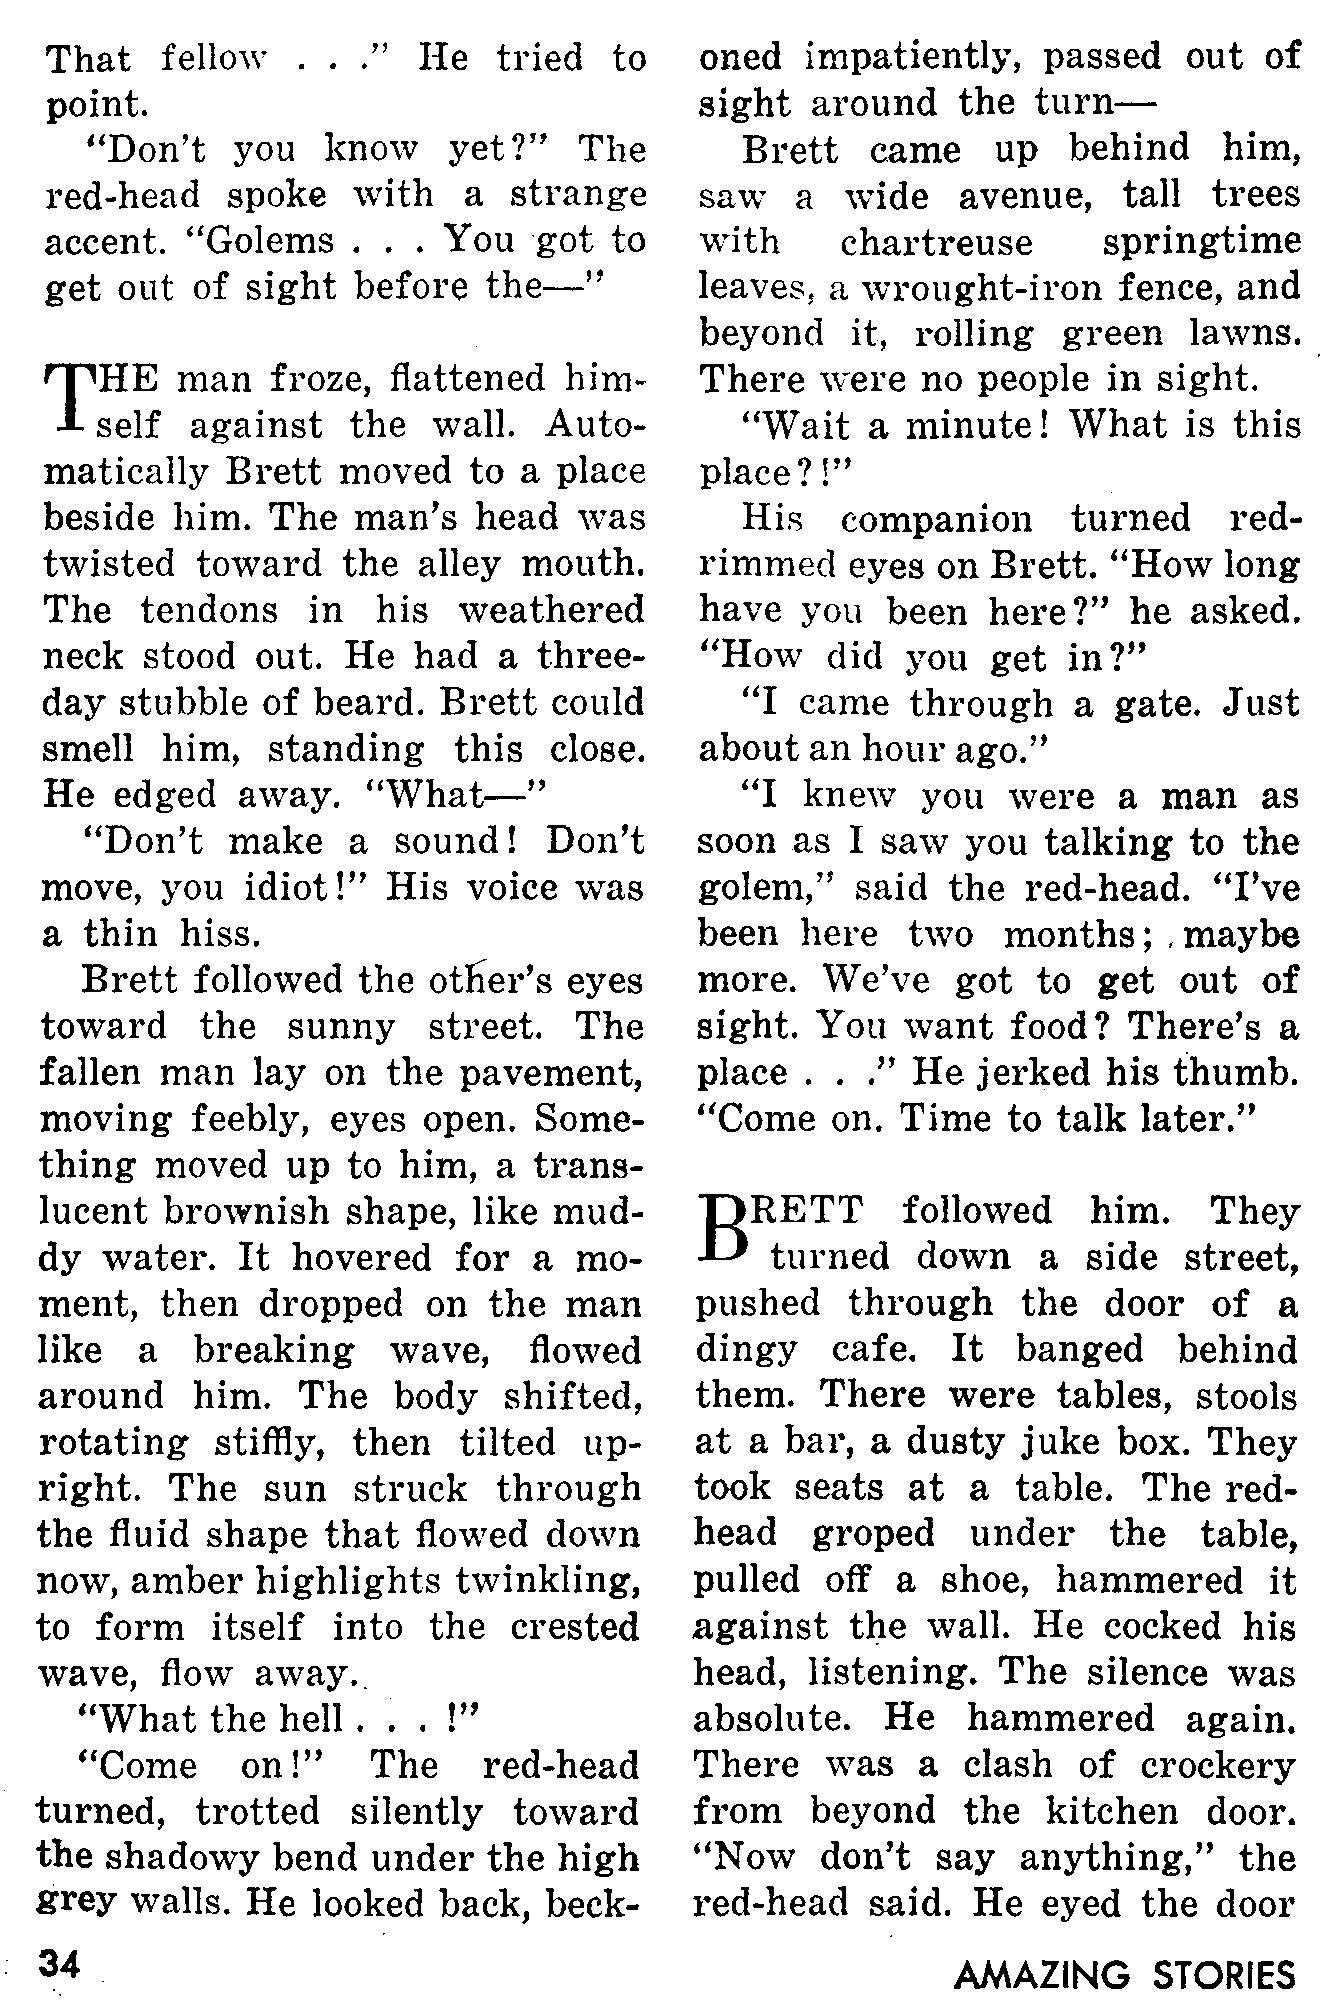 That fellow . . .” He tried to
point.
“Don’t you know yet?” The
red-head spoke with a strange
accent. “Golems . . . You got to
get out of sight before the—”
THE man froze, flattened him-
self against the wall. Auto-
matically Brett moved to a place
beside him. The man’s head was
twisted toward the alley mouth.
The tendons in his weathered
neck stood out. He had a three-
day stubble of beard. Brett could
smell him, standing this close.
He edged away. “What—”
“Don’t make a sound! Don’t
move, you idiot!” His voice was
a thin hiss.
Brett followed the other’s eyes
toward the sunny street. The
fallen man lay on the pavement,
moving feebly, eyes open. Some-
thing moved up to him, a trans-
lucent brownish shape, like mud-
dy water. It hovered for a mo-
ment, then dropped on the man
like a breaking wave, flowed
around him. The body shifted,
rotating stiffly, then tilted up-
right. The sun struck through
the fluid shape that flowed down
now, amber highlights twinkling,
to form itself into the crested
wave, flow away.
“What the hell . . . !”
“Come on!” The red-head
turned, trotted silently toward
the shadowy bend under the high
grey walls. He looked back, beck-
oned impatiently, passed out of
sight around the turn—
Brett came up behind him,
saw a wide avenue, tall trees
with chartreuse springtime
leaves, a wrought-iron fence, and
beyond it, rolling green lawns.
There were no people in sight.
“Wait a minute! What is this
place?!”
His companion turned red-
rimmed eyes on Brett. “How long
have you been here?” he asked.
“How did you get in?”
“I came through a gate. Just
about an hour ago.”
“I knew you were a man as
soon as I saw you talking to the
golem,” said the red-head. “I’ve
been here two months; maybe
more. We’ve got to get out of
sight. You want food? There’s a
place . . .” He jerked his thumb.
“Come on. Time to talk later.”
BRETT followed him. They
turned down a side street,
pushed through the door of a
dingy cafe. It banged behind
them. There were tables, stools
at a bar, a dusty juke box. They
took seats at a table. The red-
head groped under the table,
pulled off a shoe, hammered it
against the wall. He cocked his
head, listening. The silence was
absolute. He hammered again.
There was a clash of crockery
from beyond the kitchen door.
“Now don’t say anything,” the
red-head said. He eyed the door
34
AMAZING STORIES